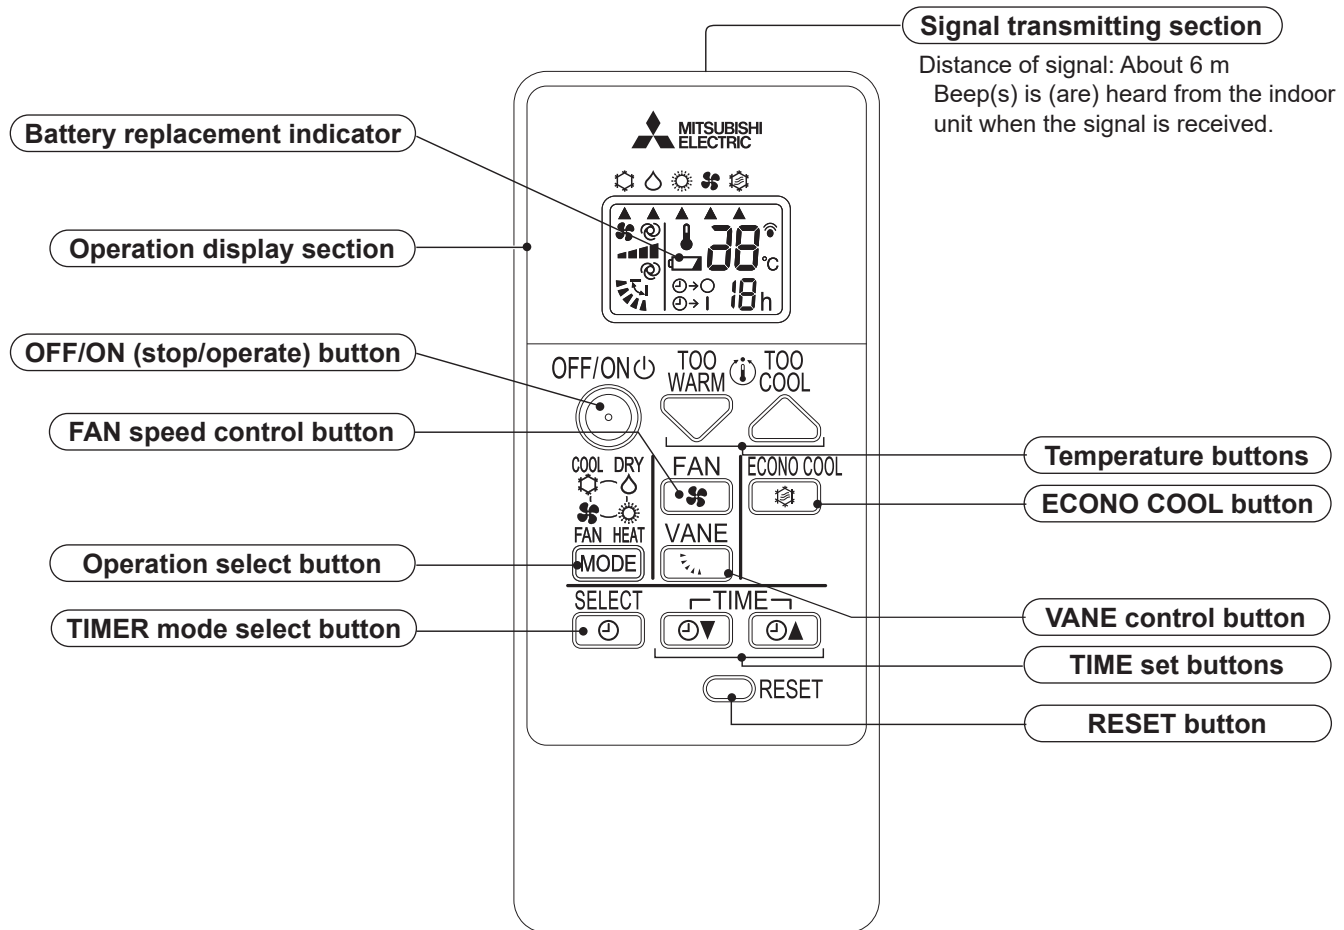 Signal transmitting section
Distance of signal: About 6 m
Beep(s) is (are) heard from the indoor
unit when the signal is received.
Battery replacement indicator
MITSUBISHI
ELECTRIC
Operation display section
38
°C
18h
OFF/ON (stop/operate) button
OFF/ON
TOO
WARM
TOO
COOL
FAN speed control button
Temperature buttons
COOL DRY
FAN
ECONO COOL
ECONO COOL button
FAN HEAT
VANE
Operation select button
MODE
SELECT
TIME
VANE control button
TIMER mode select button
TIME set buttons
RESET
RESET button